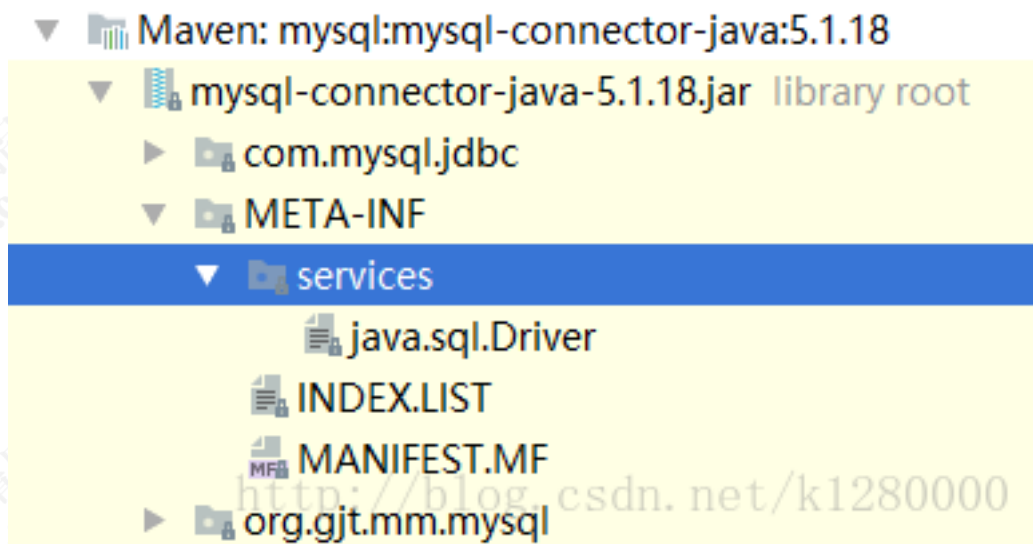 Maven: mysql:mysql-connector-java:5.1.18
mysql-connector-java-5.1.18.jar library root
com.mysql.jdbc
META-INF
services
java.sql.Driver
INDEX.LIST
MANIFEST.MF
http://blog.csdn.net/k1280000
org.gjt.mm.mysql